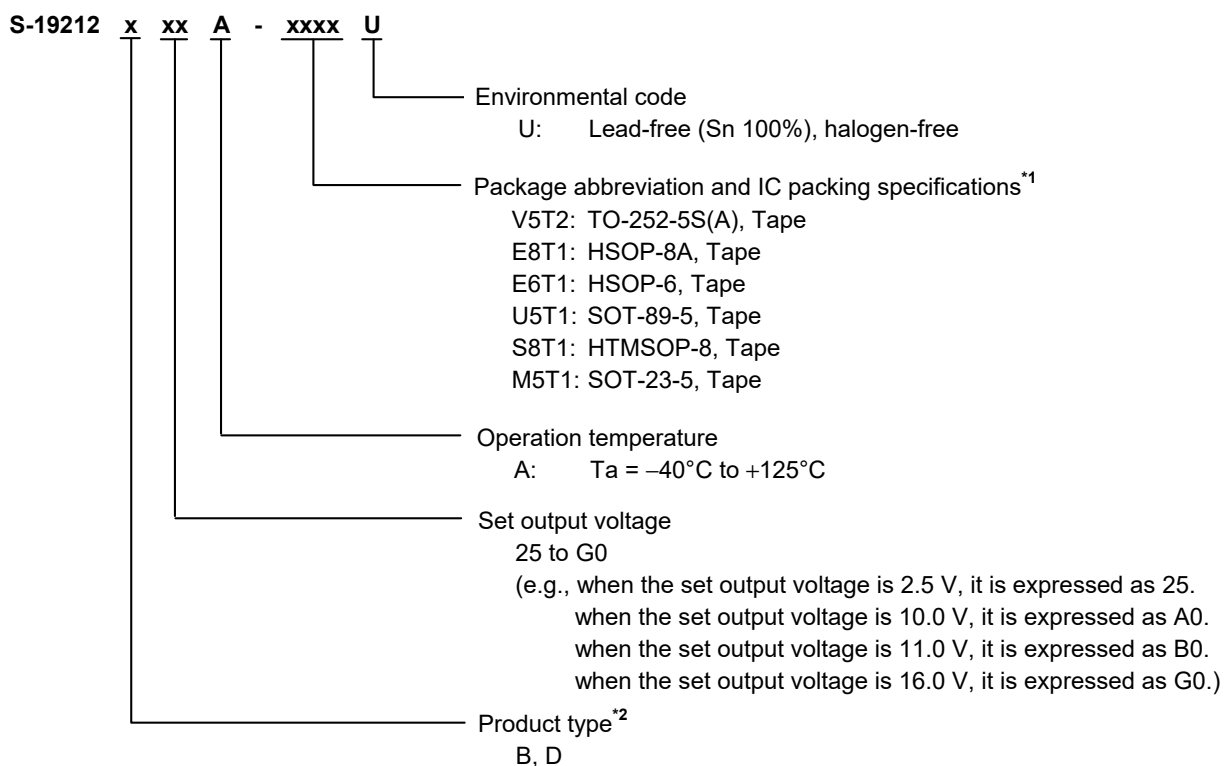 S-19212 x xx A - xxxx U
Environmental code
U: Lead-free (Sn 100%), halogen-free
Package abbreviation and IC packing specifications*1
V5T2: TO-252-5S(A), Tape
E8T1: HSOP-8A, Tape
E6T1: HSOP-6, Tape
U5T1: SOT-89-5, Tape
S8T1: HTMSOP-8, Tape
M5T1: SOT-23-5, Tape
Operation temperature
A: Ta = −40°C to +125°C
Set output voltage
25 to G0
(e.g., when the set output voltage is 2.5 V, it is expressed as 25.
when the set output voltage is 10.0 V, it is expressed as A0.
when the set output voltage is 11.0 V, it is expressed as B0.
when the set output voltage is 16.0 V, it is expressed as G0.)
Product type*2
B, D